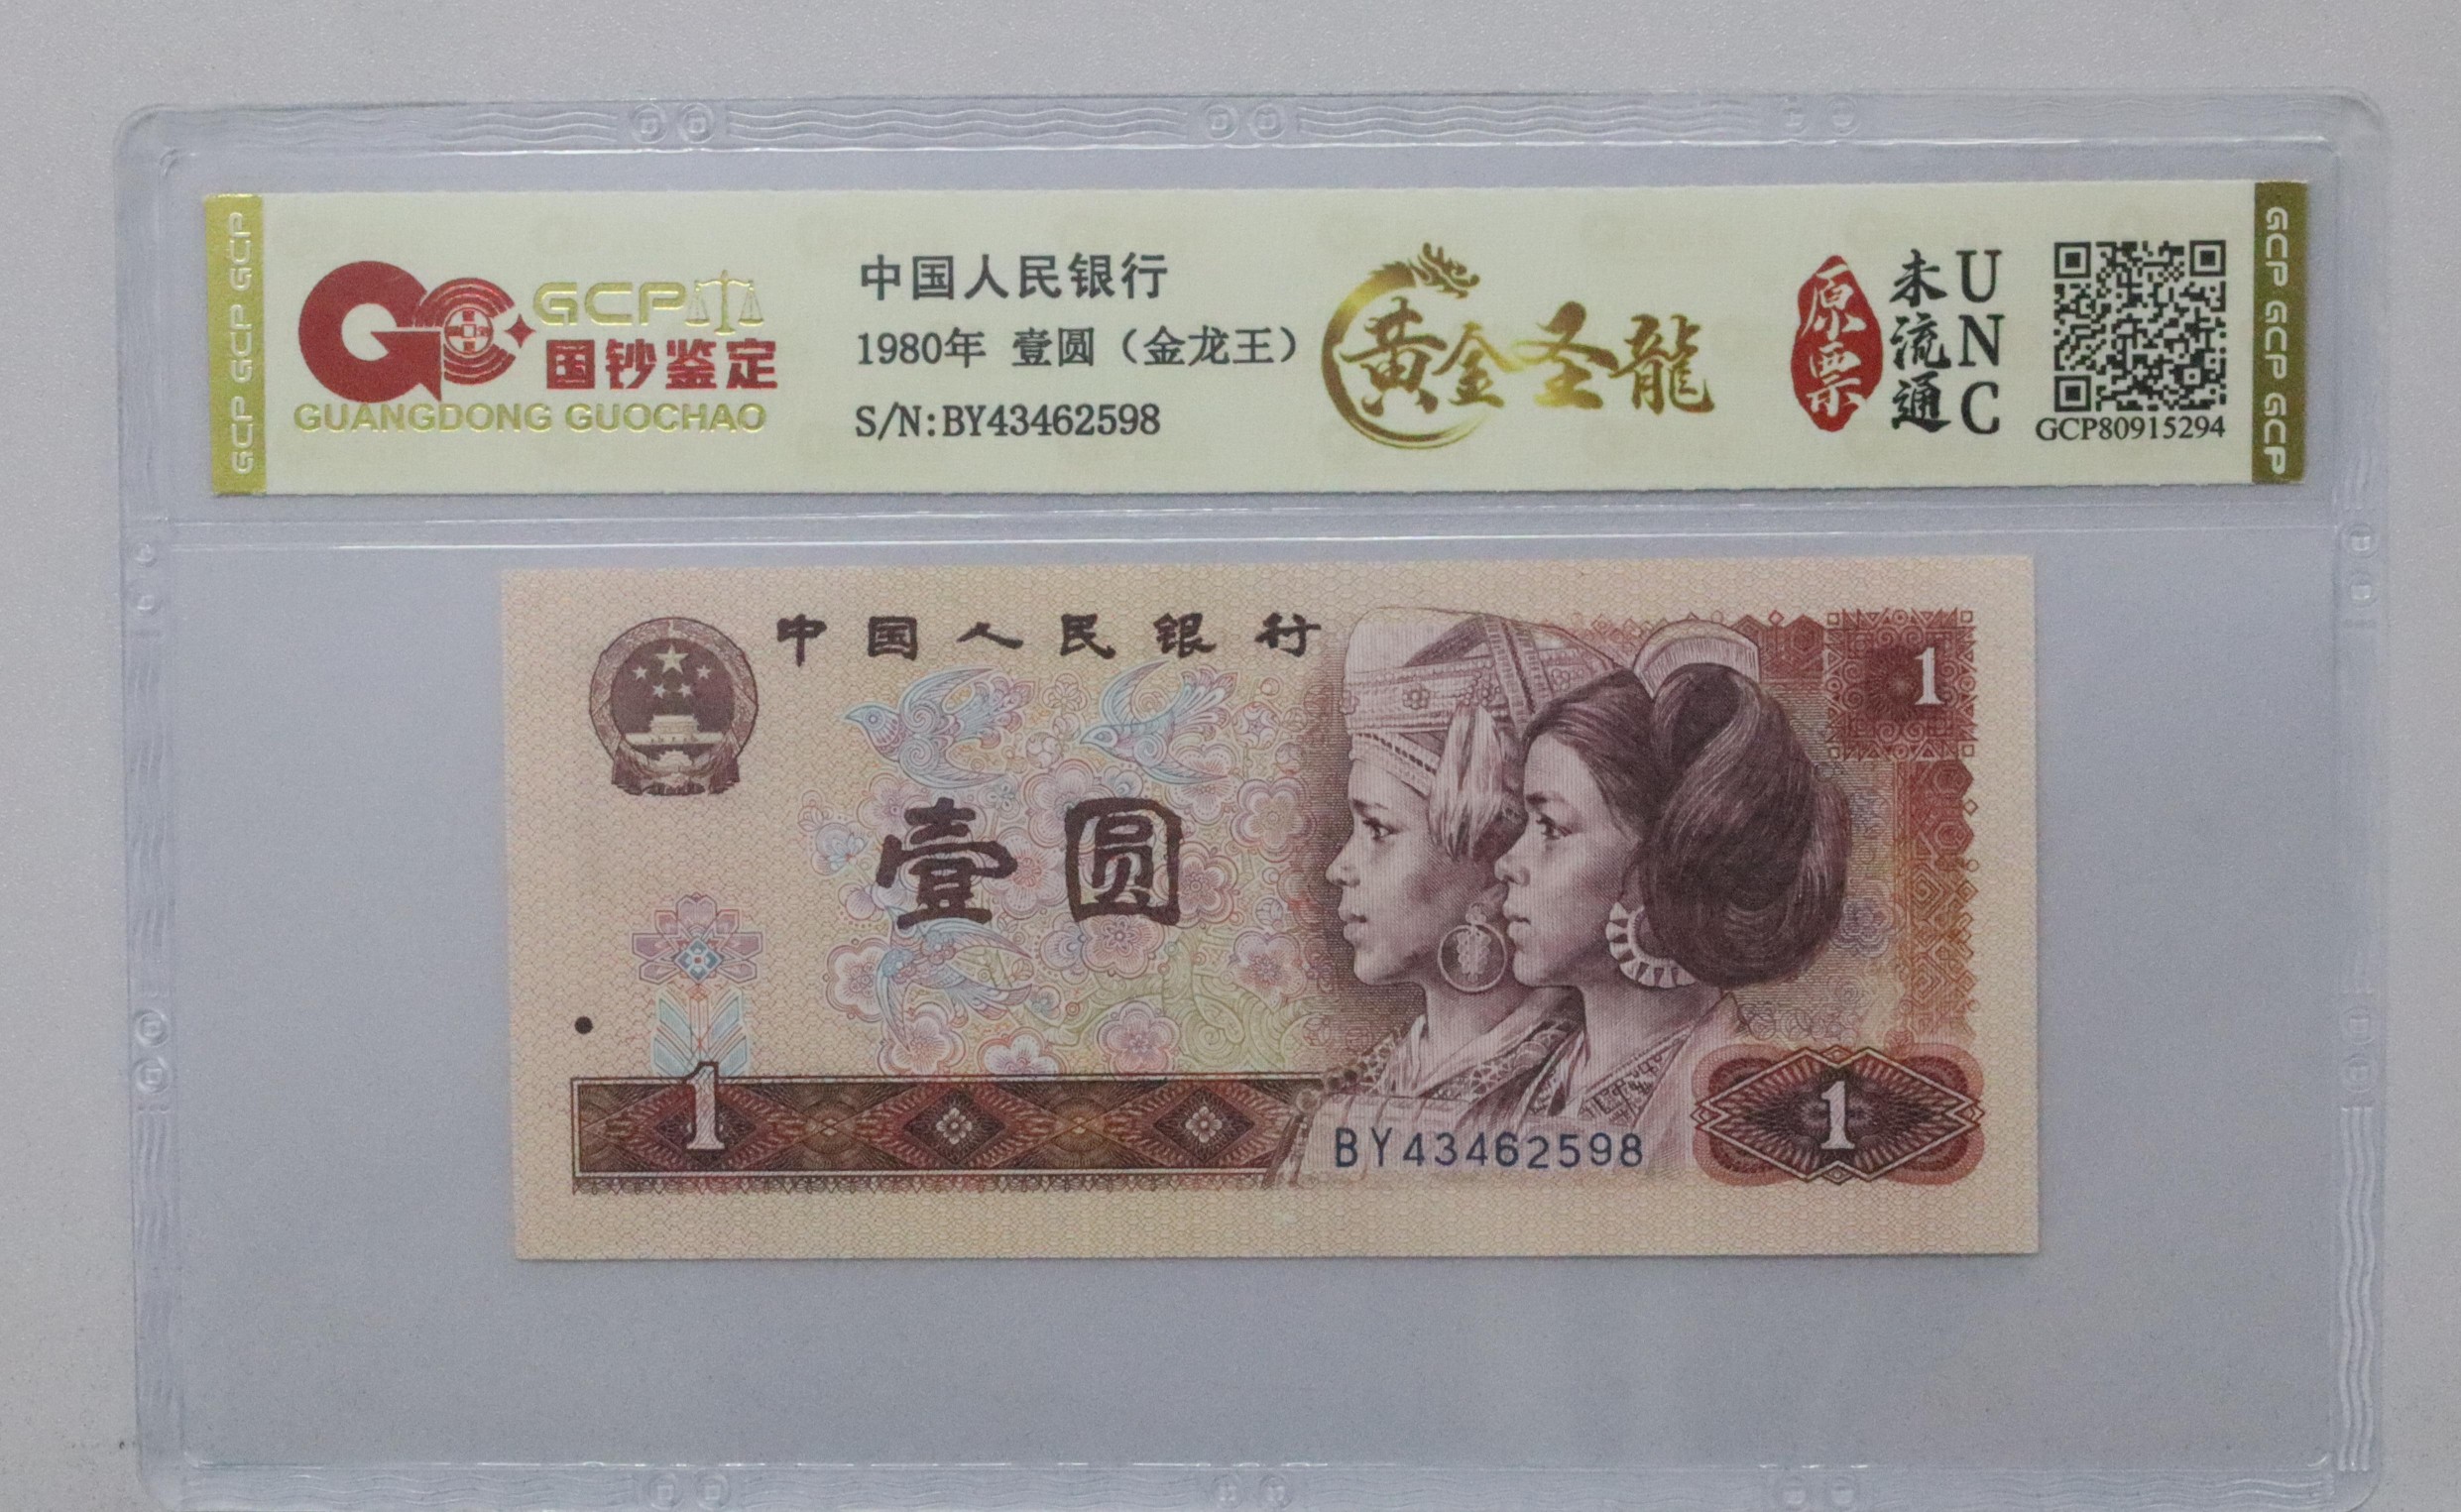 GCP GCP GCP
GCP
国钞鉴定
GUANGDONG GUOCHAO
中国人民银行
1980年 壹圆（金龙王）
S/N:BY43462598
黄金圣龍
原票
未流通
UNC
GCP80915294
GCP GCP GCP
中国人民银行
1
壹圆
1
BY43462598
1